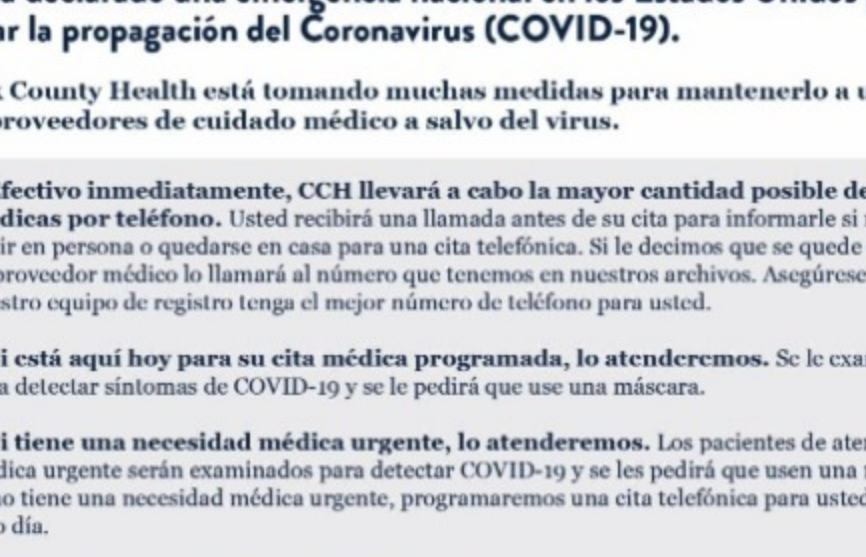 declarado una emergencia nacional en los Estados Unidos
ar la propagación del Coronavirus (COVID-19).
County Health está tomando muchas medidas para mantenerlo a
proveedores de cuidado médico a salvo del virus.
fectivo inmediatamente, CCH llevará a cabo la mayor cantidad posible de
dicas por teléfono. Usted recibirá una llamada antes de su cita para informarle si
ir en persona o quedarse en casa para una cita telefónica. Si le decimos que se quede
proveedor médico lo llamará al número que tenemos en nuestros archivos. Asegúrese
stro equipo de registro tenga el mejor número de teléfono para usted.
i está aquí hoy para su cita médica programada, lo atenderemos. Se le exa
a detectar síntomas de COVID-19 y se le pedirá que use una máscara.
i tiene una necesidad médica urgente, lo atenderemos. Los pacientes de aten
dica urgente serán examinados para detectar COVID-19 y se les pedirá que usen una
no tiene una necesidad médica urgente, programaremos una cita telefónica para usted
o día.